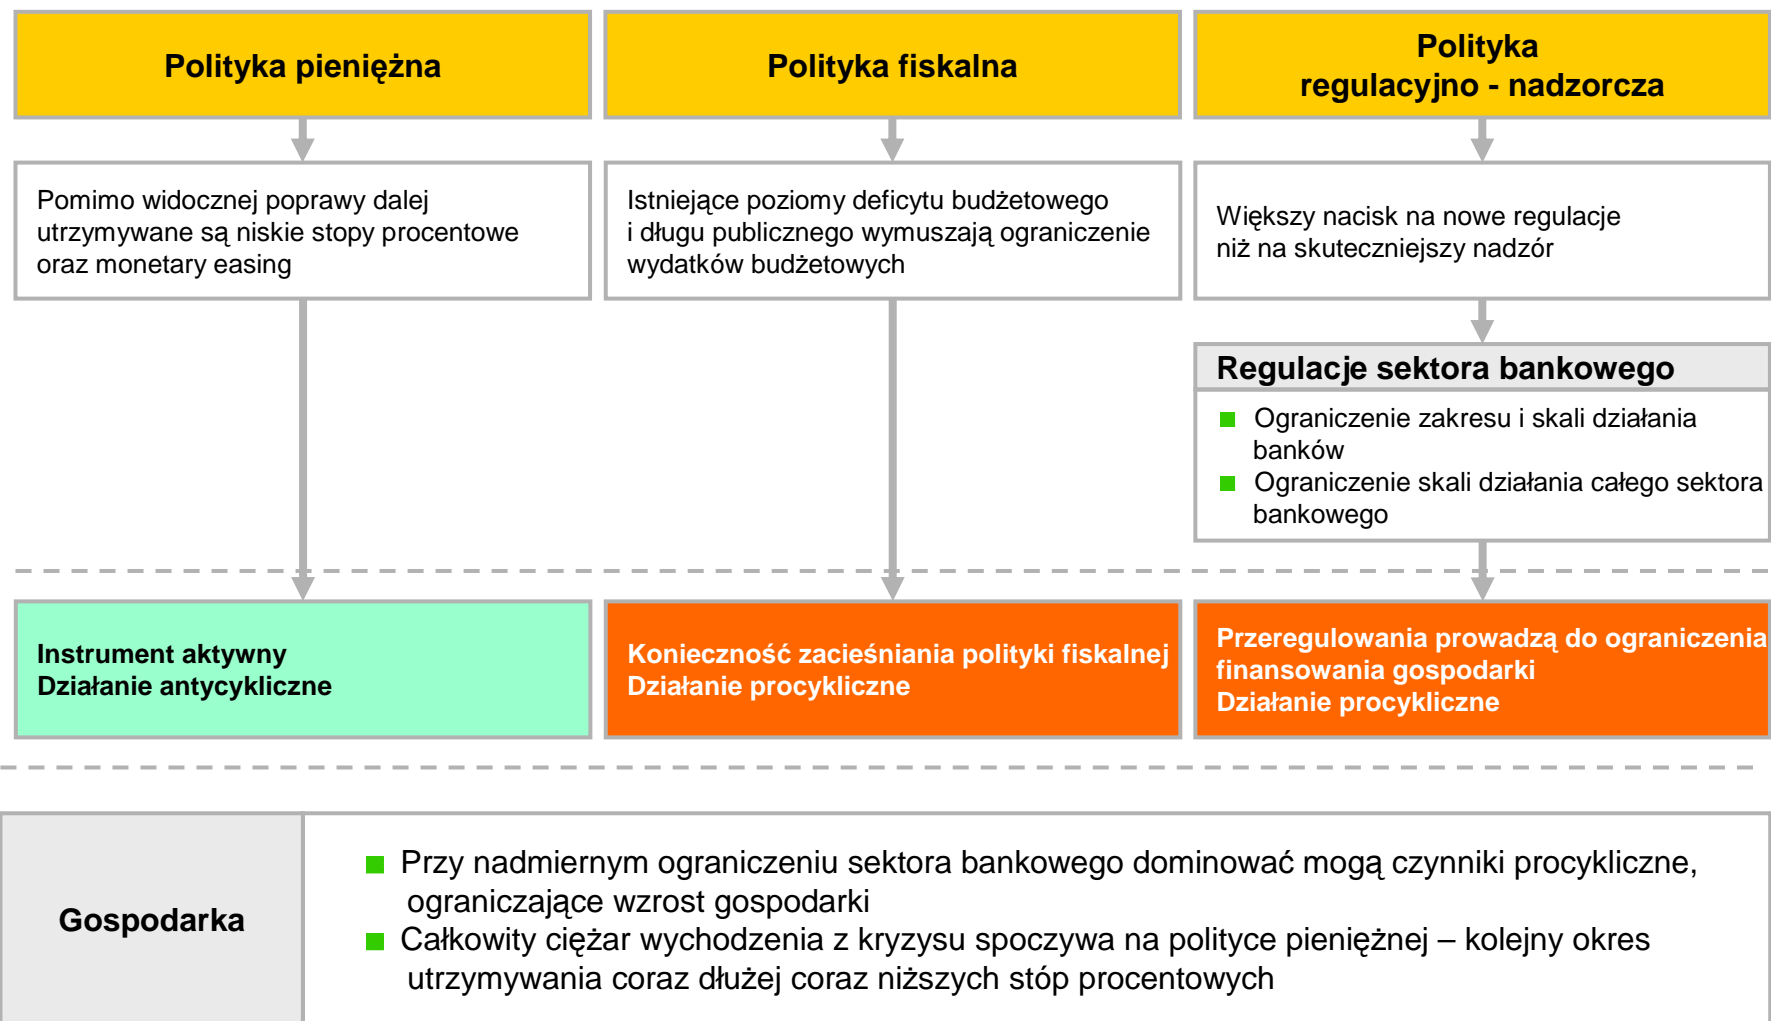 Polityka pieniężna
Polityka fiskalna
Polityka
regulacyjno - nadzorcza
Pomimo widocznej poprawy dalej
utrzymywane są niskie stopy procentowe
oraz monetary easing
Istniejące poziomy deficytu budżetowego
i długu publicznego wymuszają ograniczenie
wydatków budżetowych
Większy nacisk na nowe regulacje
niż na skuteczniejszy nadzór
Regulacje sektora bankowego
Ograniczenie zakresu i skali działania
banków
Ograniczenie skali działania całego sektora
bankowego
Instrument aktywny
Działanie antycykliczne
Konieczność zacieśniania polityki fiskalnej
Działanie procykliczne
Przeregulowania prowadzą do ograniczenia
finansowania gospodarki
Działanie procykliczne
Gospodarka
Przy nadmiernym ograniczeniu sektora bankowego dominować mogą czynniki procykliczne,
ograniczające wzrost gospodarki
Całkowity ciężar wychodzenia z kryzysu spoczywa na polityce pieniężnej – kolejny okres
utrzymywania coraz dłużej coraz niższych stóp procentowych